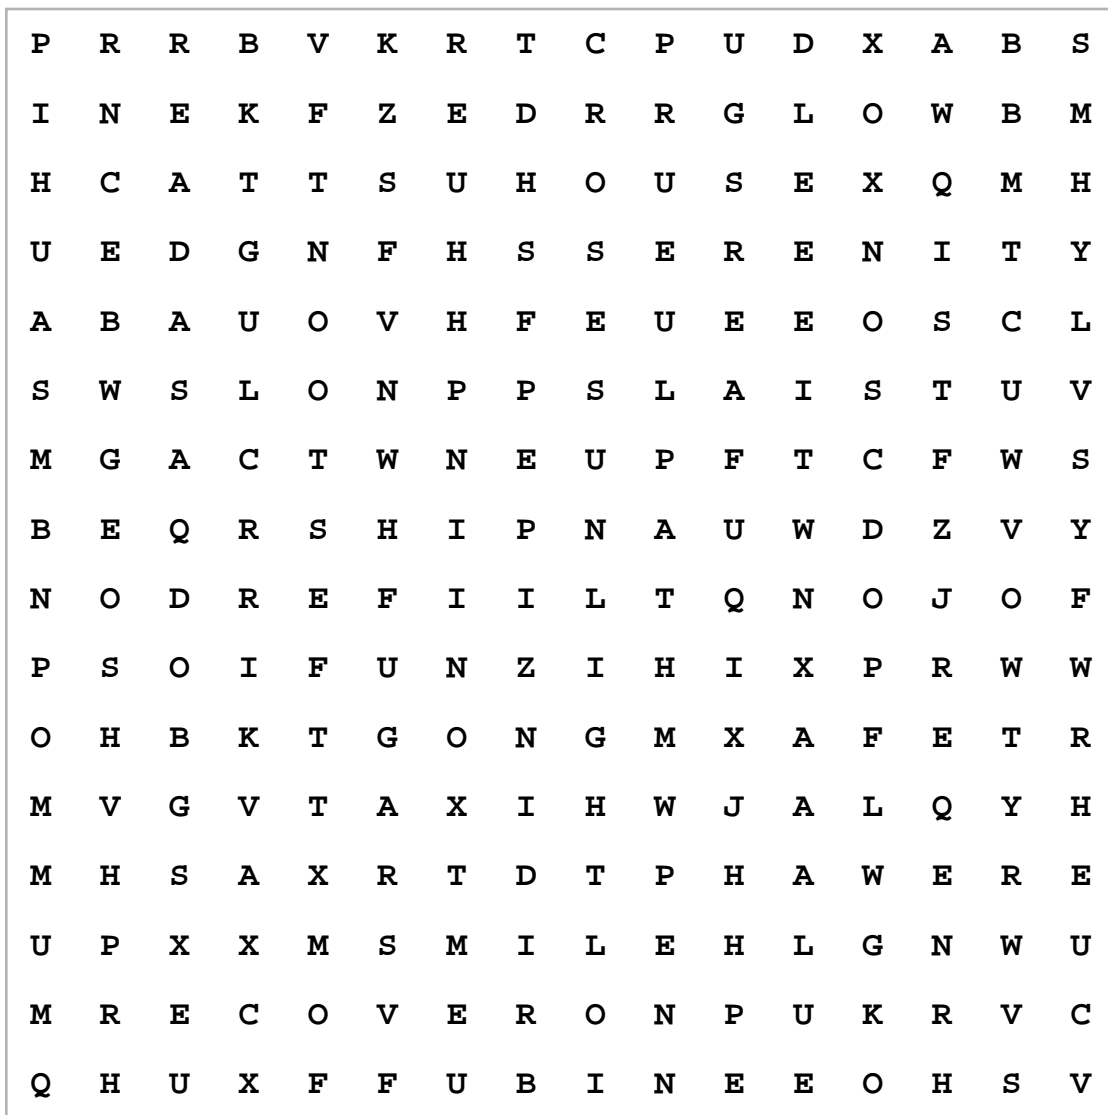 P R R B V K R T C P U D X A B S
I N E K F Z E D R R G L O W B M
H C A T T S U H O U S E X Q M H
U E D G N F H S S E R E N I T Y
A B A U O V H F E U E E O S C L
S W S L O N P P S L A I S T U V
M G A C T W N E U P F T C F W S
B E Q R S H I P N A U W D Z V Y
N O D R E F I I L T Q N O J O F
P S O I F U N Z I H I X P R W W
O H B K T G O N G M X A F E T R
M V G V T A X I H W J A L Q Y H
M H S A X R T D T P H A W E R E
U P X X M S M I L E H L G N W U
M R E C O V E R O N P U K R V C
Q H U X F F U B I N E E O H S V